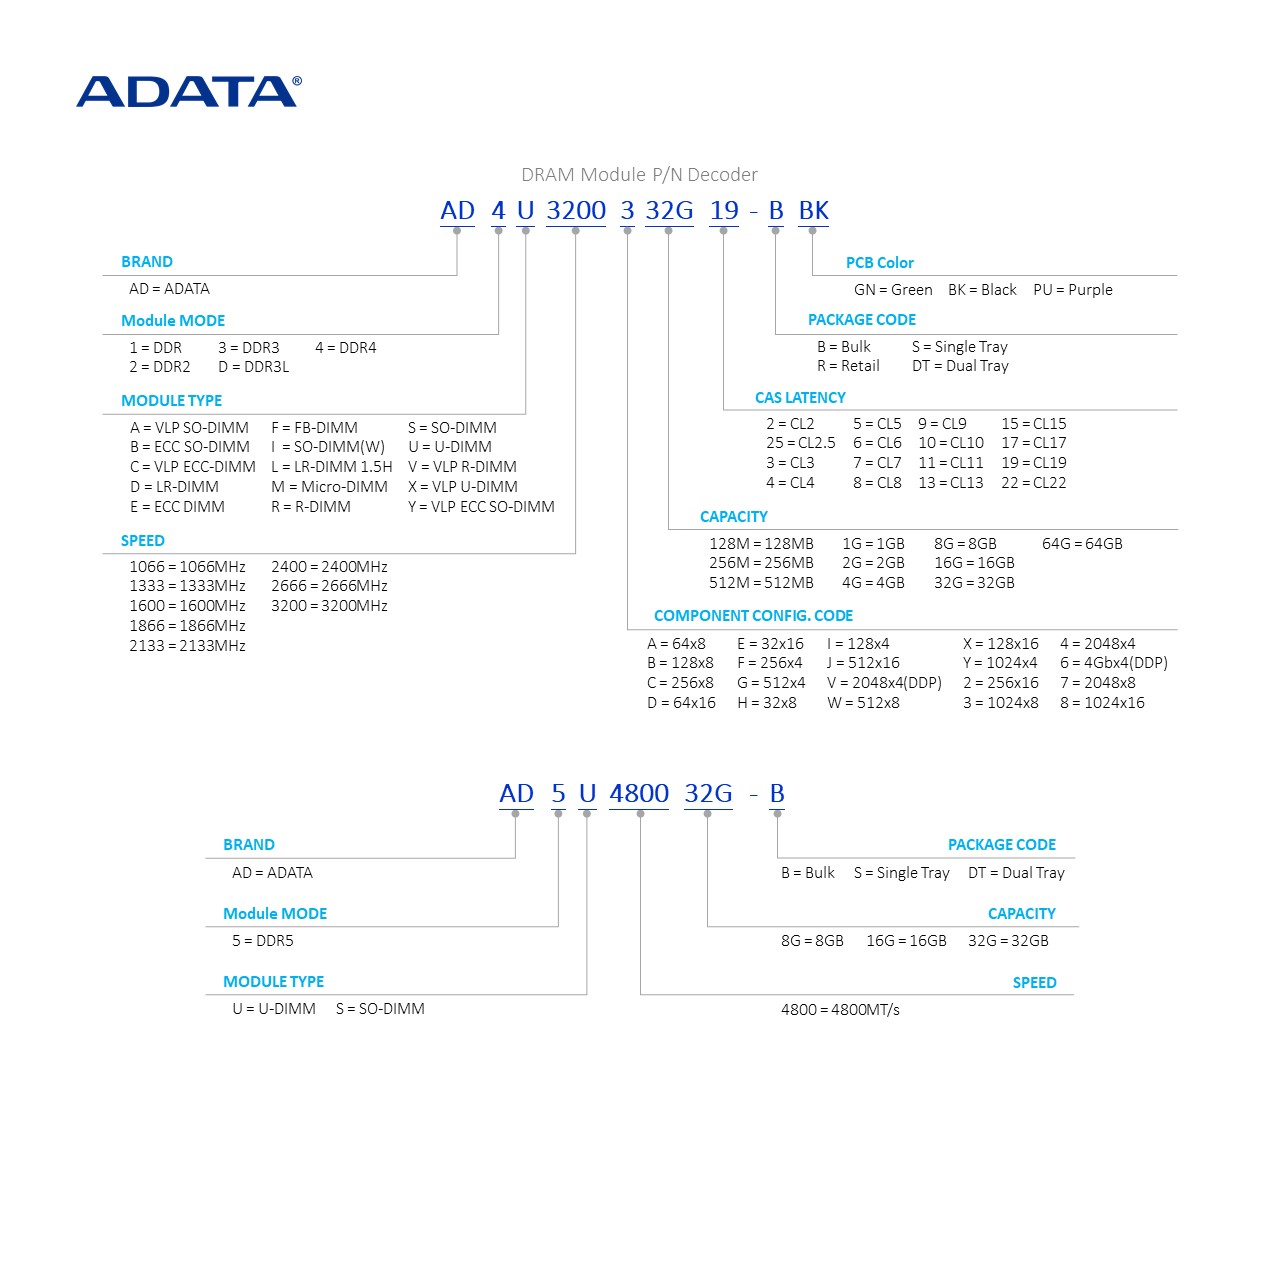 ADATA®
DRAM Module P/N Decoder
AD 4 U 3200 3 32G 19 - B BK
BRAND
AD = ADATA
Module MODE
1 = DDR 3 = DDR3 4 = DDR4
2 = DDR2 D = DDR3L
MODULE TYPE
A = VLP SO-DIMM F = FB-DIMM S = SO-DIMM
B = ECC SO-DIMM I = SO-DIMM(W) U = U-DIMM
C = VLP ECC-DIMM L = LR-DIMM 1.5H V = VLP R-DIMM
D = LR-DIMM M = Micro-DIMM X = VLP U-DIMM
E = ECC DIMM R = R-DIMM Y = VLP ECC SO-DIMM
SPEED
1066 = 1066MHz 2400 = 2400MHz
1333 = 1333MHz 2666 = 2666MHz
1600 = 1600MHz 3200 = 3200MHz
1866 = 1866MHz
2133 = 2133MHz
PCB Color
GN = Green BK = Black PU = Purple
PACKAGE CODE
B = Bulk S = Single Tray
R = Retail DT = Dual Tray
CAS LATENCY
2 = CL2 5 = CL5 9 = CL9 15 = CL15
25 = CL2.5 6 = CL6 10 = CL10 17 = CL17
3 = CL3 7 = CL7 11 = CL11 19 = CL19
4 = CL4 8 = CL8 13 = CL13 22 = CL22
CAPACITY
128M = 128MB 1G = 1GB 8G = 8GB 64G = 64GB
256M = 256MB 2G = 2GB 16G = 16GB
512M = 512MB 4G = 4GB 32G = 32GB
COMPONENT CONFIG. CODE
A = 64x8 E = 32x16 I = 128x4 X = 128x16 4 = 2048x4
B = 128x8 F = 256x4 J = 512x16 Y = 1024x4 6 = 4Gbx4(DDP)
C = 256x8 G = 512x4 V = 2048x4(DDP) 2 = 256x16 7 = 2048x8
D = 64x16 H = 32x8 W = 512x8 3 = 1024x8 8 = 1024x16
AD 5 U 4800 32G - B
BRAND
AD = ADATA
Module MODE
5 = DDR5
MODULE TYPE
U = U-DIMM S = SO-DIMM
PACKAGE CODE
B = Bulk S = Single Tray DT = Dual Tray
CAPACITY
8G = 8GB 16G = 16GB 32G = 32GB
SPEED
4800 = 4800MT/s